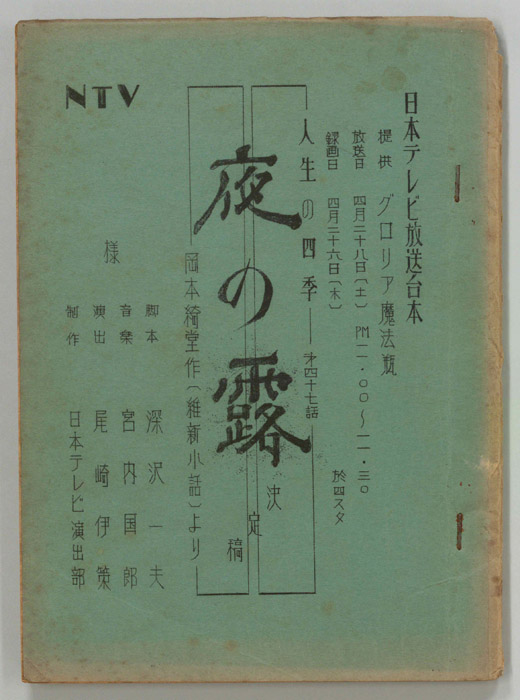 日本テレビ放送台本
提供 グロリア魔法瓶
放送日 四月二十八日(土) PM 一一・〇〇〜一一・三〇
録画日 四月二十六日(木)
於四スタ
人生の四季 ― 才四十七話
夜の露
決定稿
岡本綺堂作(維新小話)より
様
脚本 深沢一夫
音楽 宮内国郎
演出 尾崎伊策
制作 日本テレビ演出部
NTV